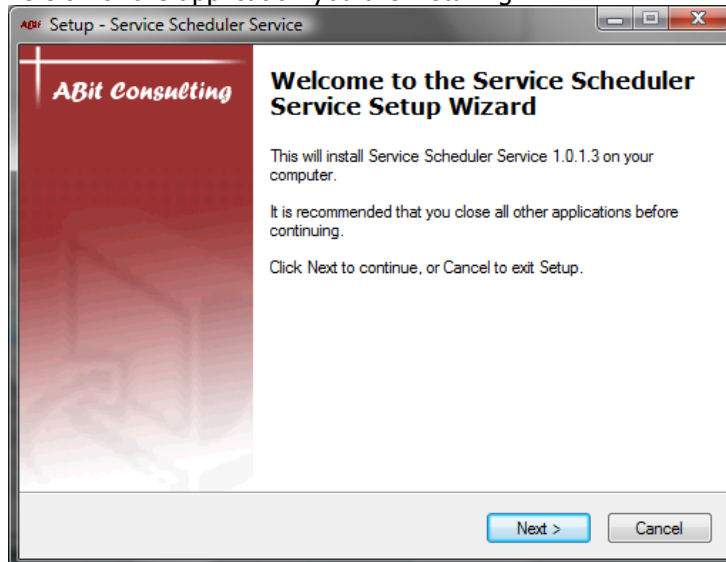 ABit Setup - Service Scheduler Service
ABit Consulting
Welcome to the Service Scheduler
Service Setup Wizard
This will install Service Scheduler Service 1.0.1.3 on your
computer.
It is recommended that you close all other applications before
continuing.
Click Next to continue, or Cancel to exit Setup.
Next >
Cancel